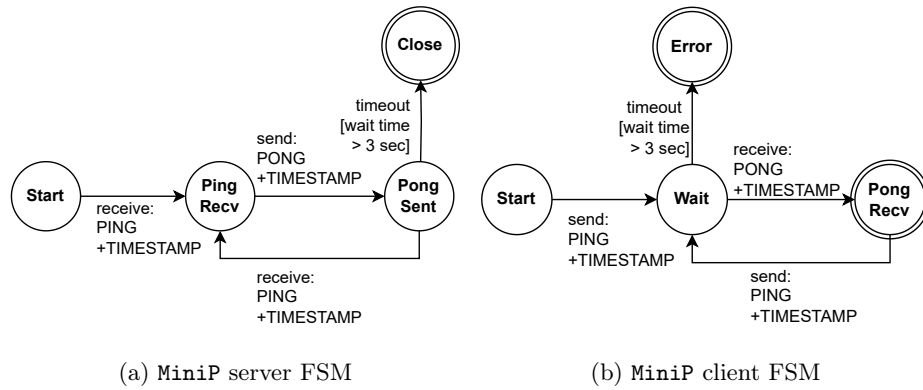 Close
timeout
[wait time
> 3 sec]
send:
PONG
+TIMESTAMP
Start
Ping
Recv
Pong
Sent
receive:
PING
+TIMESTAMP
receive:
PING
+TIMESTAMP
(a) MiniP server FSM
Error
timeout
[wait time
> 3 sec]
receive:
PONG
+TIMESTAMP
Start
Wait
Pong
Recv
send:
PING
+TIMESTAMP
send:
PING
+TIMESTAMP
(b) MiniP client FSM